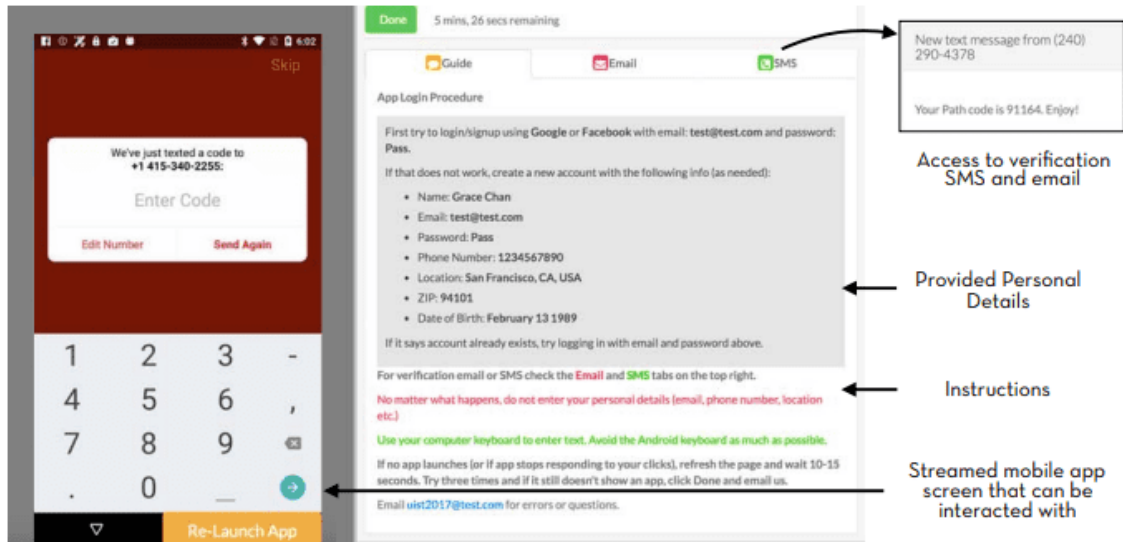 6:02
Skip
We've just texted a code to
+1 415-340-2255:
Enter Code
Edit Number
Send Again
1 2 3 -
4 5 6 ,
7 8 9
. 0 _
Re-Launch App
Done
5 mins, 26 secs remaining
Guide
Email
SMS
App Login Procedure
First try to login/signup using Google or Facebook with email: test@test.com and password:
Pass.
If that does not work, create a new account with the following info (as needed):
• Name: Grace Chan
• Email: test@test.com
• Password: Pass
• Phone Number: 1234567890
• Location: San Francisco, CA, USA
• ZIP: 94101
• Date of Birth: February 13 1989
If it says account already exists, try logging in with email and password above.
For verification email or SMS check the Email and SMS tabs on the top right.
No matter what happens, do not enter your personal details (email, phone number, location
etc.)
Use your computer keyboard to enter text. Avoid the Android keyboard as much as possible.
If no app launches (or if app stops responding to your clicks), refresh the page and wait 10-15
seconds. Try three times and if it still doesn't show an app, click Done and email us.
Email uist2017@test.com for errors or questions.
New text message from (240)
290-4378
Your Path code is 91164. Enjoy!
Access to verification
SMS and email
Provided Personal
Details
Instructions
Streamed mobile app
screen that can be
interacted with